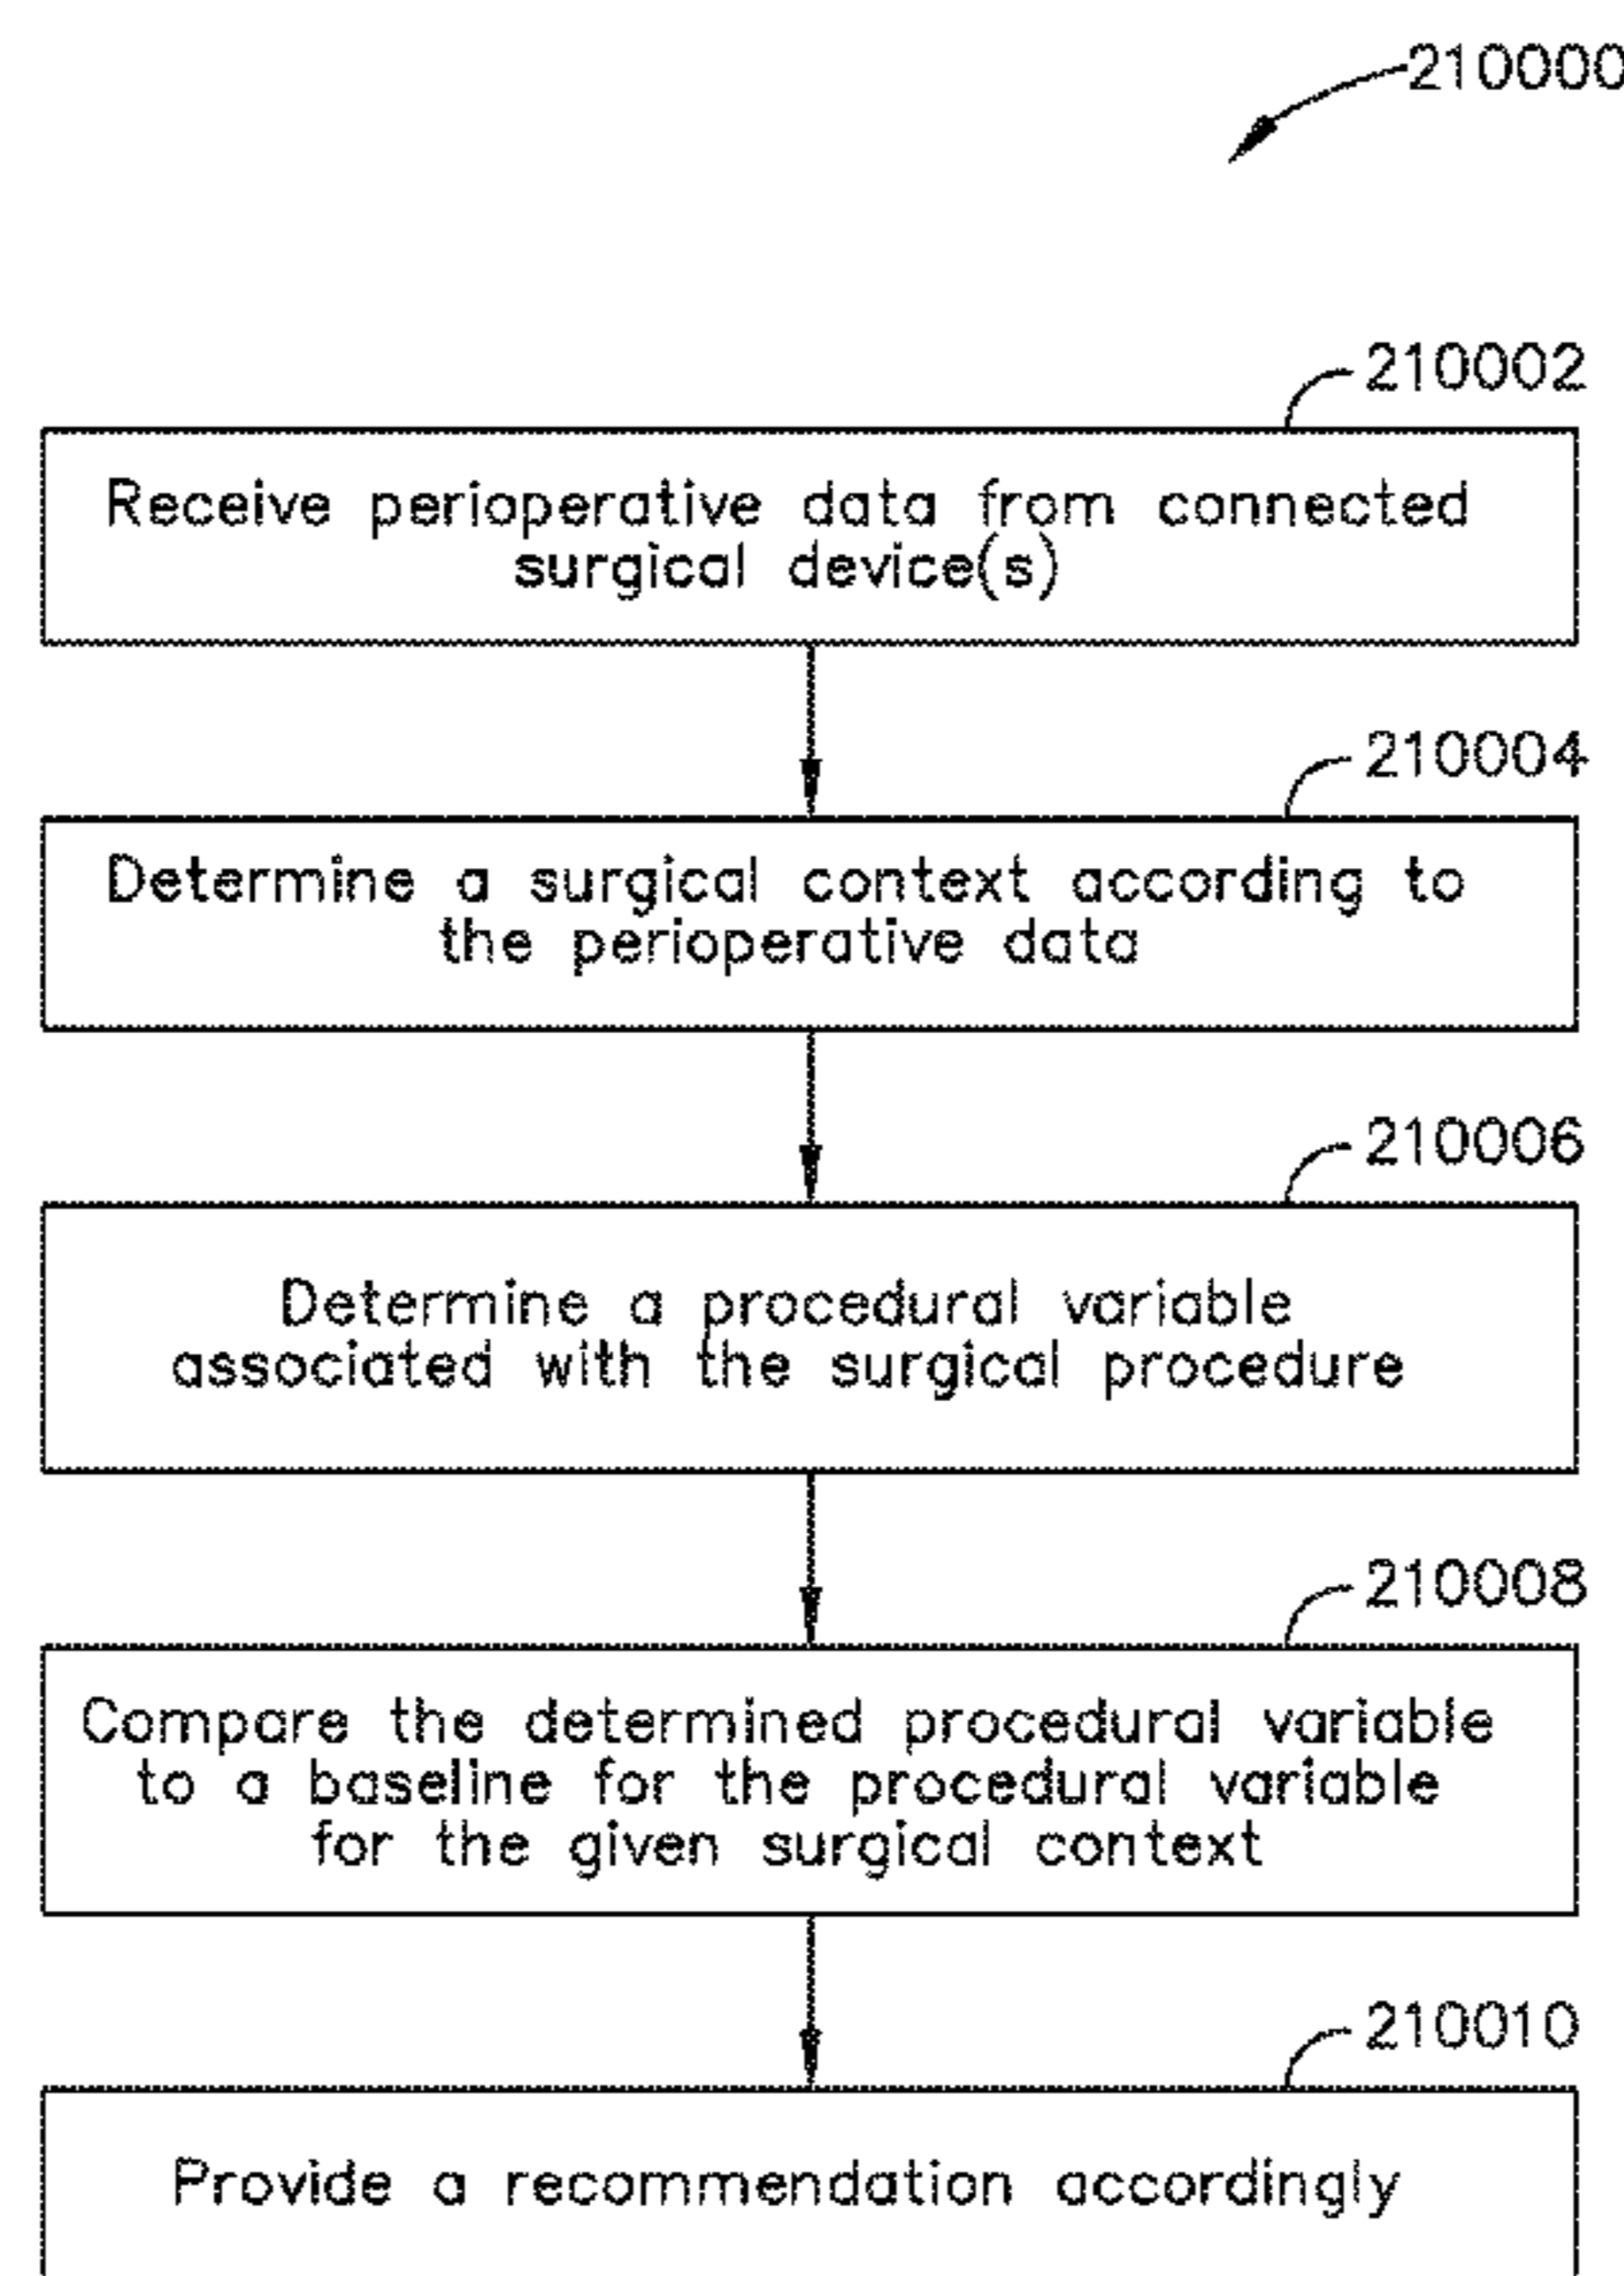 210000
210002
Receive perioperative data from connected
surgical device(s)
210004
Determine a surgical context according to
the perioperative data
210006
Determine a procedural variable
associated with the surgical procedure
210008
Compare the determined procedural variable
to a baseline for the procedural variable
for the given surgical context
210010
Provide a recommendation accordingly